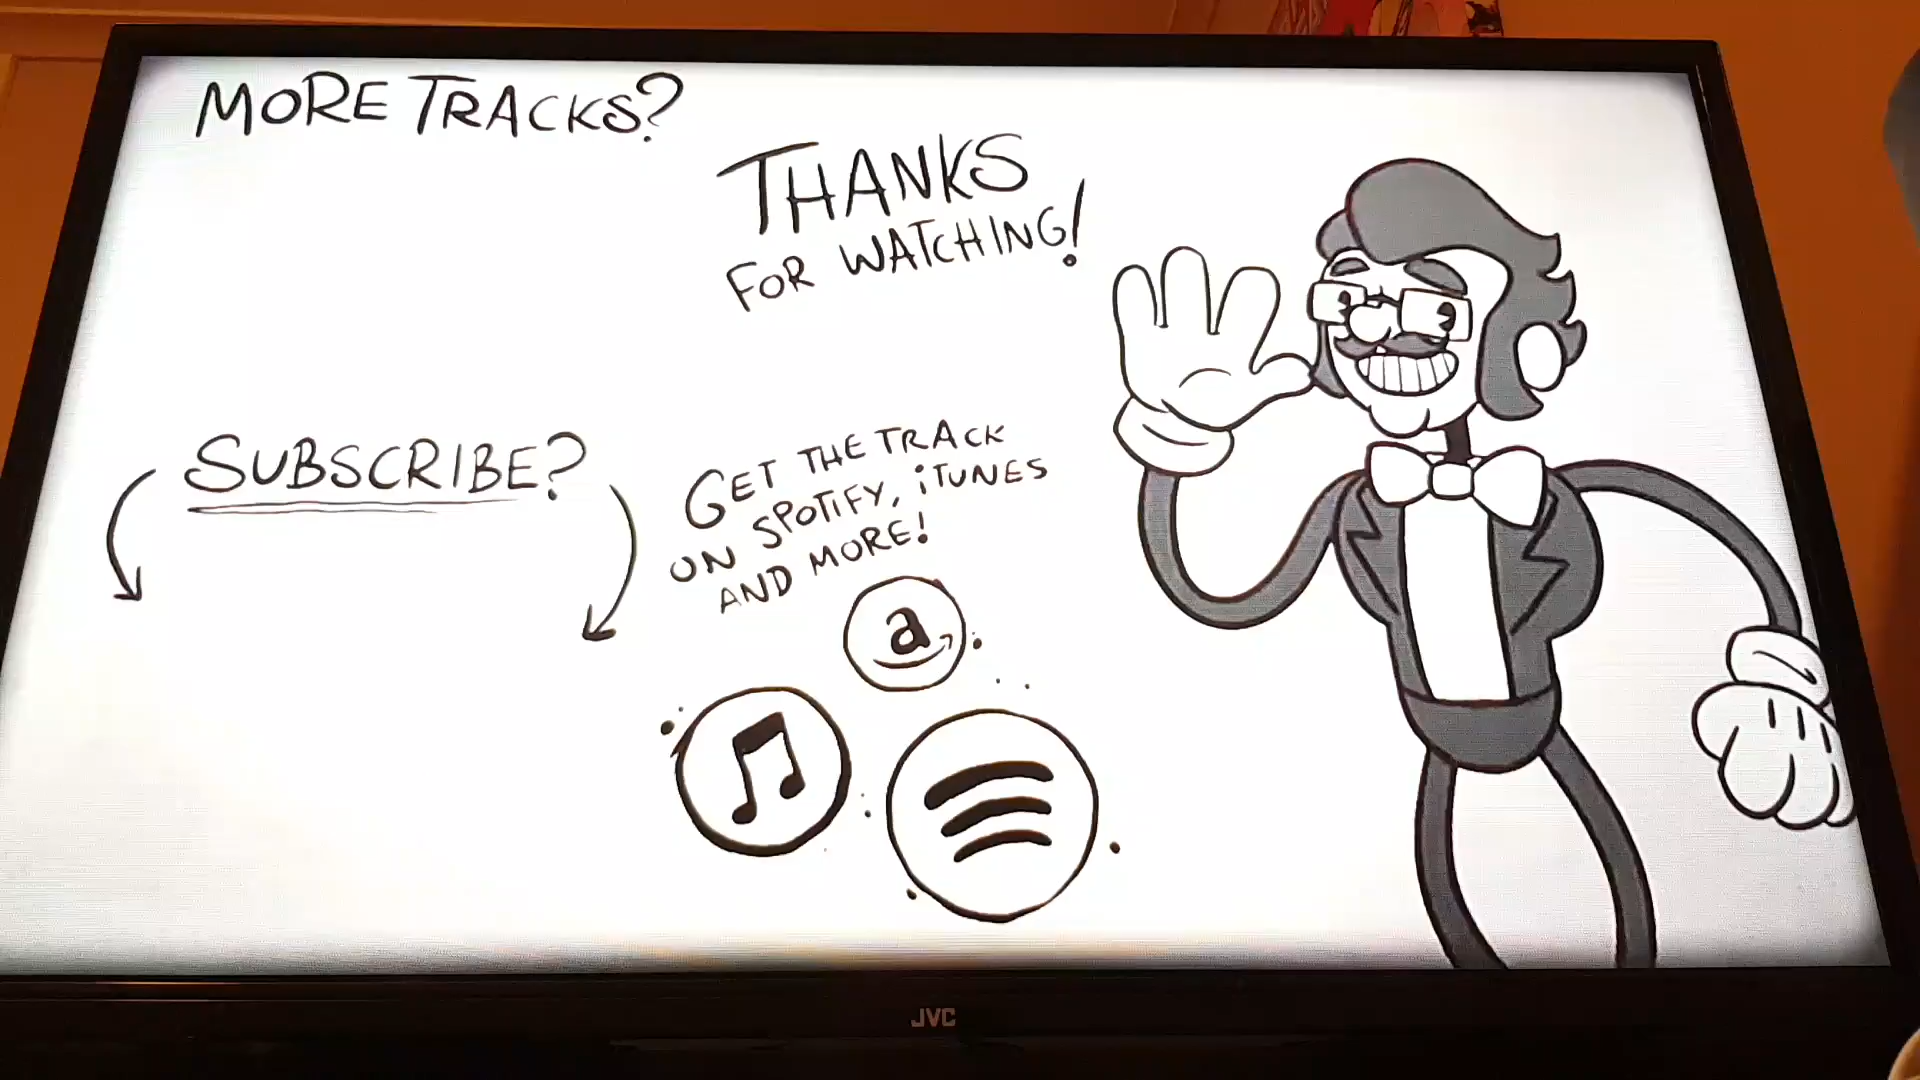 MORE TRACKS?
THANKS
FOR WATCHING!
SUBSCRIBE?
GET THE TRACK
ON SPOTIFY, iTUNES
AND MORE!
a
JVC